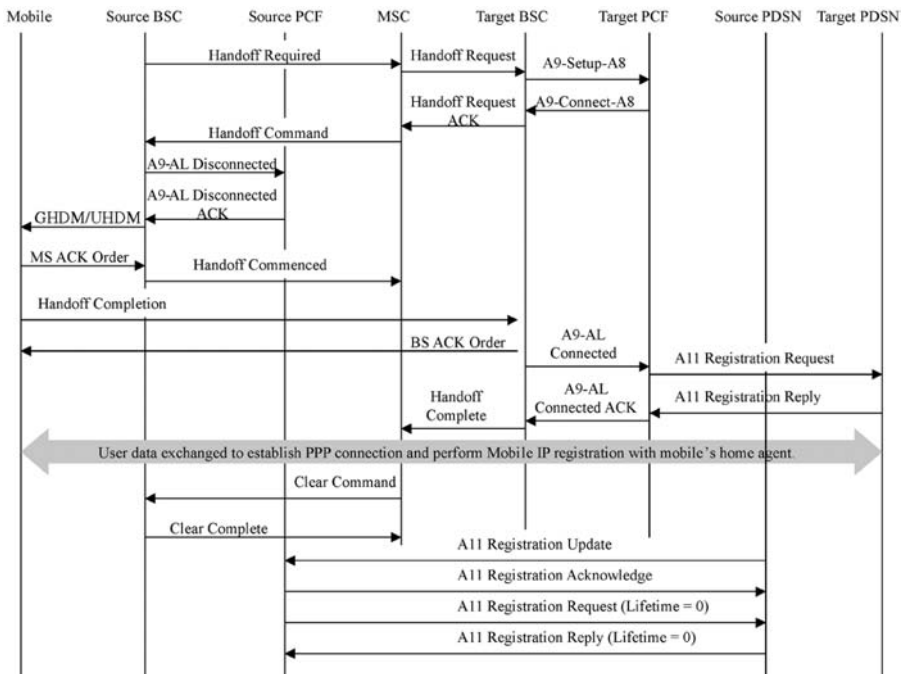 Mobile
Source BSC
Source PCF
MSC
Target BSC
Target PCF
Source PDSN
Target PDSN
Handoff Required
Handoff Request
A9-Setup-A8
Handoff Request
ACK
A9-Connect-A8
Handoff Command
A9-AL Disconnected
A9-AL Disconnected
ACK
GHDM/UHDM
MS ACK Order
Handoff Commenced
Handoff Completion
BS ACK Order
A9-AL
Connected
A11 Registration Request
Handoff
Complete
A9-AL
Connected ACK
A11 Registration Reply
User data exchanged to establish PPP connection and perform Mobile IP registration with mobile's home agent.
Clear Command
Clear Complete
A11 Registration Update
A11 Registration Acknowledge
A11 Registration Request (Lifetime = 0)
A11 Registration Reply (Lifetime = 0)